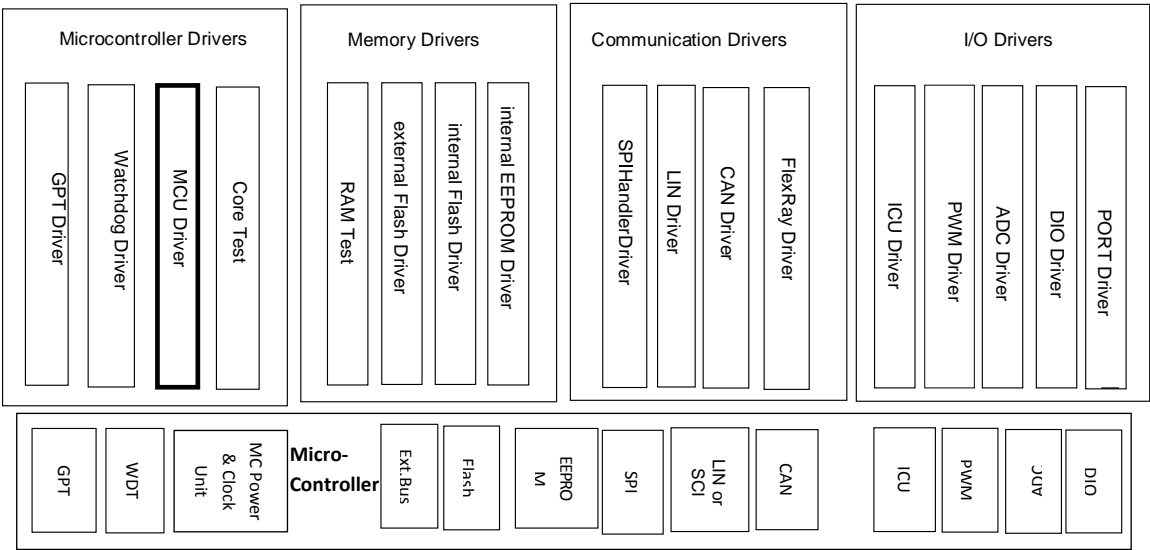 Microcontroller Drivers
Memory Drivers
Communication Drivers
I/O Drivers
GPT Driver
Watchdog Driver
MCU Driver
Core Test
RAM Test
external Flash Driver
internal Flash Driver
internal EEPROM Driver
SPIHandlerDriver
LIN Driver
CAN Driver
FlexRay Driver
ICU Driver
PWM Driver
ADC Driver
DIO Driver
PORT Driver
GPT
WDT
MC Power
& Clock
Unit
Micro-
Controller
Ext.Bus
Flash
EEPRO
M
SPI
LIN or
SCI
CAN
ICU
PWM
ADC
DIO